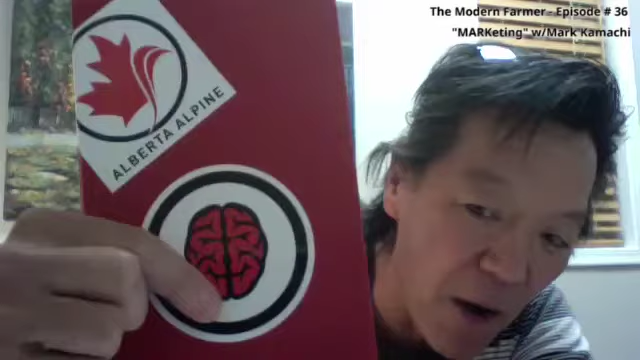 The Modern Farmer - Episode # 36
"MARKeting" w/Mark Kamachi
ALBERTA ALPINE